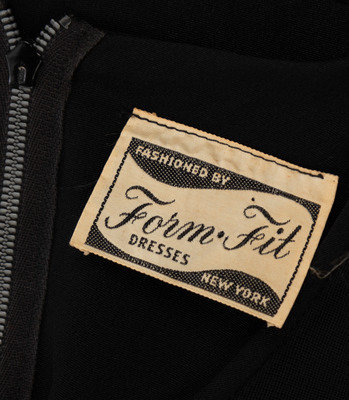 FASHIONED BY
Form·Fit
DRESSES
NEW YORK